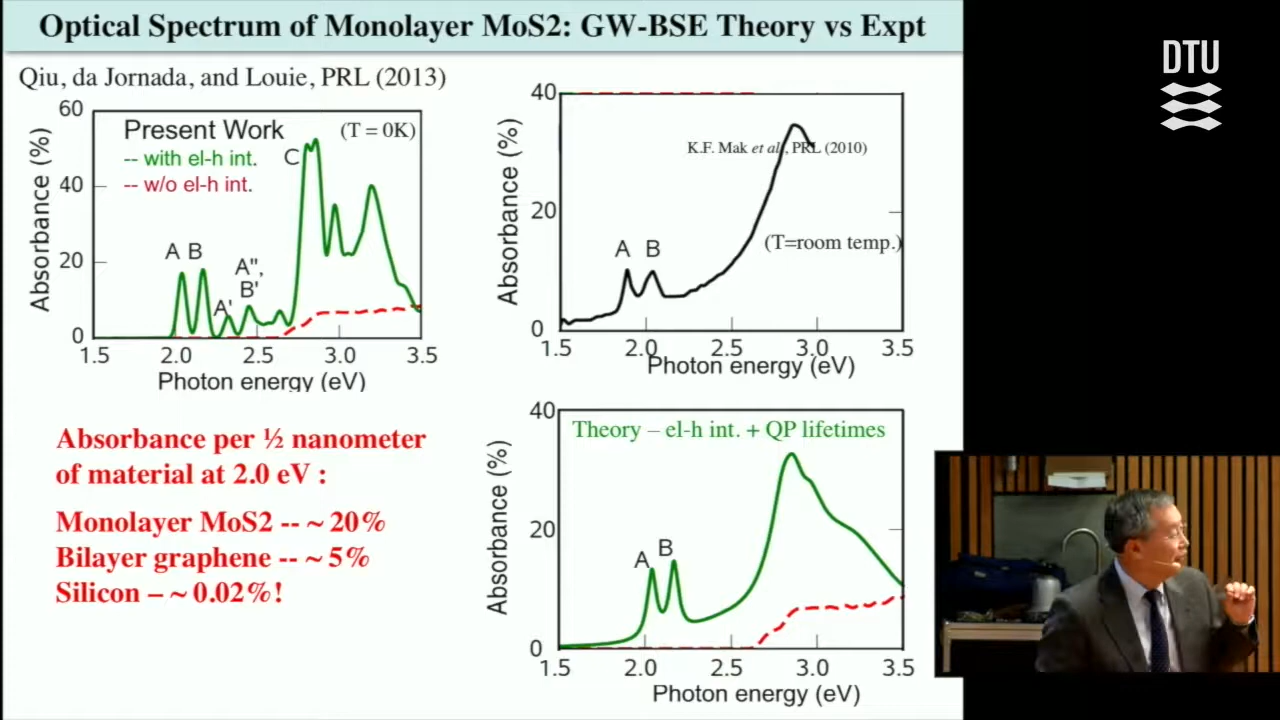 Optical Spectrum of Monolayer MoS2: GW-BSE Theory vs Expt
DTU
Qiu, da Jornada, and Louie, PRL (2013)
60
40
20
0
Absorbance (%)
Present Work
(T = 0K)
-- with el-h int.
-- w/o el-h int.
C
A B
A'',
B'
A'
1.5 2.0 2.5 3.0 3.5
Photon energy (eV)
40
20
0
Absorbance (%)
K.F. Mak et al, PRL (2010)
(T=room temp.)
A B
1.5 2.0 2.5 3.0 3.5
Photon energy (eV)
Absorbance per ½ nanometer
of material at 2.0 eV :
Monolayer MoS2 -- ~ 20%
Bilayer graphene -- ~ 5%
Silicon – ~ 0.02%!
40
20
0
Absorbance (%)
Theory – el-h int. + QP lifetimes
A B
1.5 2.0 2.5 3.0 3.5
Photon energy (eV)